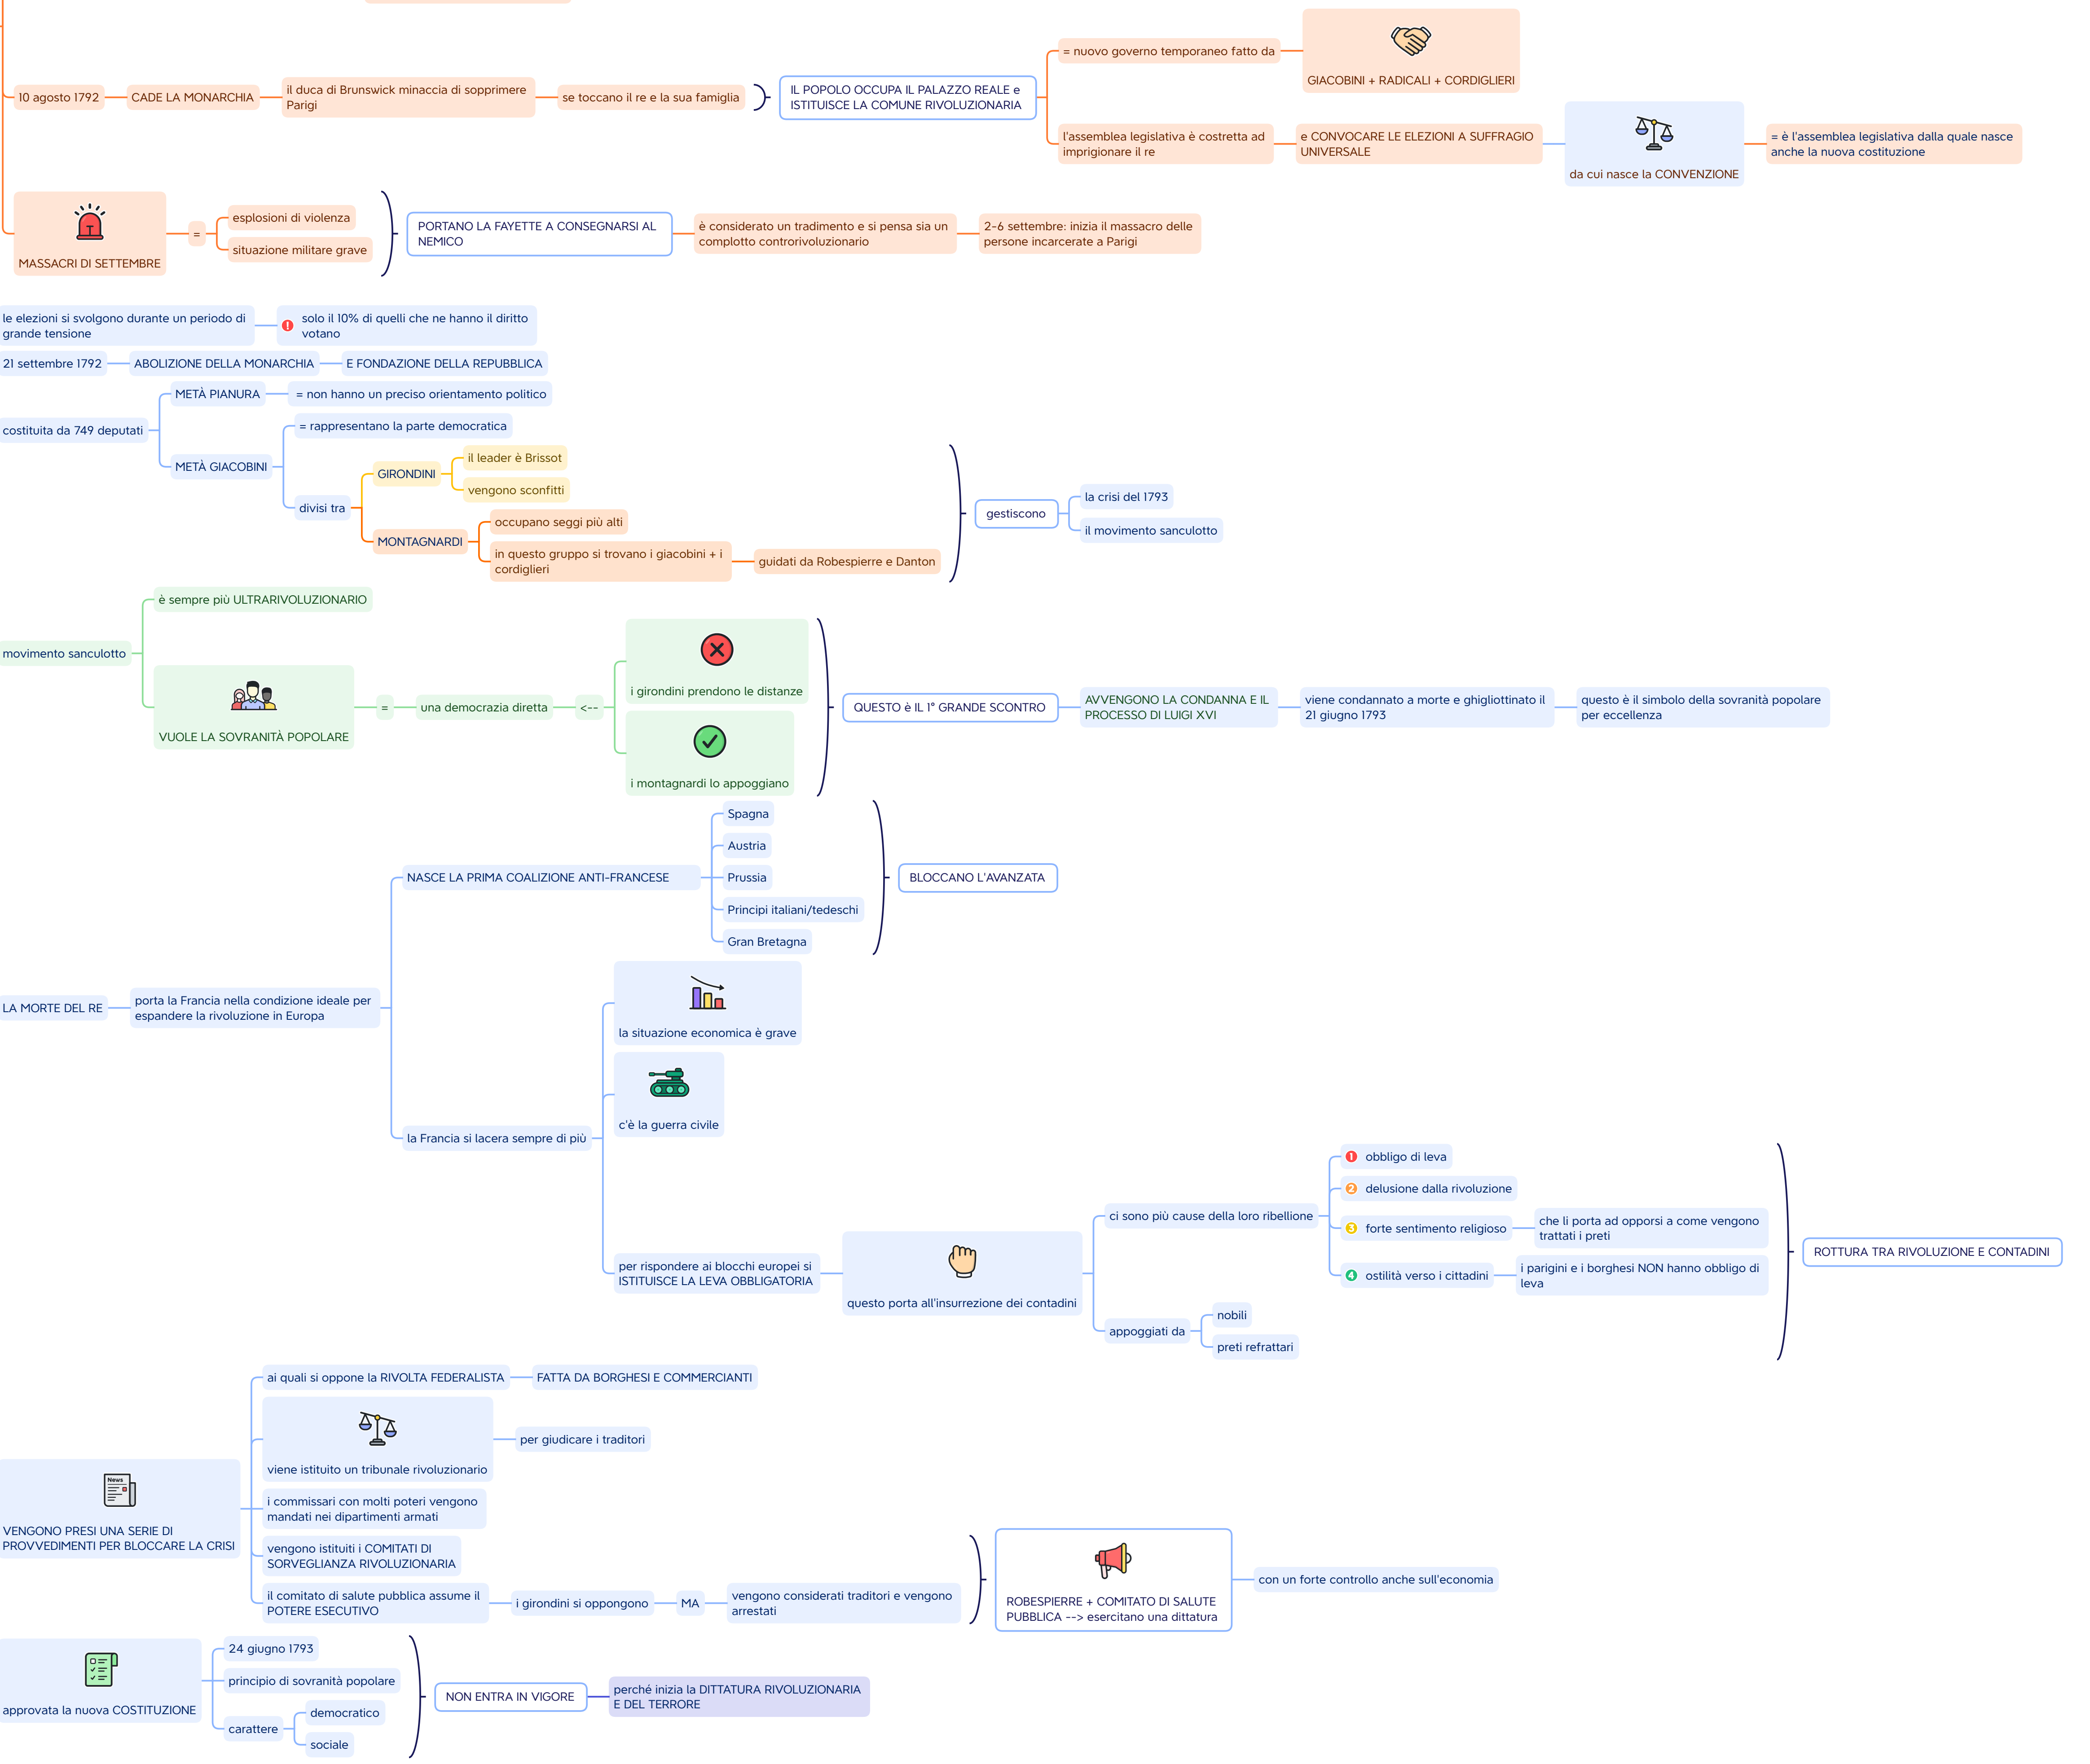 10 agosto 1792
CADE LA MONARCHIA
il duca di Brunswick minaccia di sopprimere
Parigi
se toccano il re e la sua famiglia
IL POPOLO OCCUPA IL PALAZZO REALE e
ISTITUISCE LA COMUNE RIVOLUZIONARIA
= nuovo governo temporaneo fatto da
GIACOBINI + RADICALI + CORDIGLIERI
l'assemblea legislativa è costretta ad
imprigionare il re
e CONVOCARE LE ELEZIONI A SUFFRAGIO
UNIVERSALE
da cui nasce la CONVENZIONE
= è l'assemblea legislativa dalla quale nasce
anche la nuova costituzione
MASSACRI DI SETTEMBRE
=
esplosioni di violenza
situazione militare grave
PORTANO LA FAYETTE A CONSEGNARSI AL
NEMICO
è considerato un tradimento e si pensa sia un
complotto controrivoluzionario
2-6 settembre: inizia il massacro delle
persone incarcerate a Parigi
le elezioni si svolgono durante un periodo di
grande tensione
! solo il 10% di quelli che ne hanno il diritto
votano
21 settembre 1792
ABOLIZIONE DELLA MONARCHIA
E FONDAZIONE DELLA REPUBBLICA
costituita da 749 deputati
METÀ PIANURA
= non hanno un preciso orientamento politico
METÀ GIACOBINI
= rappresentano la parte democratica
divisi tra
GIRONDINI
il leader è Brissot
vengono sconfitti
MONTAGNARDI
occupano seggi più alti
in questo gruppo si trovano i giacobini + i
cordiglieri
guidati da Robespierre e Danton
gestiscono
la crisi del 1793
il movimento sanculotto
movimento sanculotto
è sempre più ULTRARIVOLUZIONARIO
VUOLE LA SOVRANITÀ POPOLARE
=
una democrazia diretta
<--
i girondini prendono le distanze
i montagnardi lo appoggiano
QUESTO è IL 1° GRANDE SCONTRO
AVVENGONO LA CONDANNA E IL
PROCESSO DI LUIGI XVI
viene condannato a morte e ghigliottinato il
21 giugno 1793
questo è il simbolo della sovranità popolare
per eccellenza
LA MORTE DEL RE
porta la Francia nella condizione ideale per
espandere la rivoluzione in Europa
NASCE LA PRIMA COALIZIONE ANTI-FRANCESE
Spagna
Austria
Prussia
Principi italiani/tedeschi
Gran Bretagna
BLOCCANO L'AVANZATA
la Francia si lacera sempre di più
la situazione economica è grave
c'è la guerra civile
per rispondere ai blocchi europei si
ISTITUISCE LA LEVA OBBLIGATORIA
questo porta all'insurrezione dei contadini
ci sono più cause della loro ribellione
1 obbligo di leva
2 delusione dalla rivoluzione
3 forte sentimento religioso
che li porta ad opporsi a come vengono
trattati i preti
4 ostilità verso i cittadini
i parigini e i borghesi NON hanno obbligo di
leva
appoggiati da
nobili
preti refrattari
ROTTURA TRA RIVOLUZIONE E CONTADINI
News
VENGONO PRESI UNA SERIE DI
PROVVEDIMENTI PER BLOCCARE LA CRISI
ai quali si oppone la RIVOLTA FEDERALISTA
FATTA DA BORGHESI E COMMERCIANTI
viene istituito un tribunale rivoluzionario
per giudicare i traditori
i commissari con molti poteri vengono
mandati nei dipartimenti armati
vengono istituiti i COMITATI DI
SORVEGLIANZA RIVOLUZIONARIA
il comitato di salute pubblica assume il
POTERE ESECUTIVO
i girondini si oppongono
MA
vengono considerati traditori e vengono
arrestati
ROBESPIERRE + COMITATO DI SALUTE
PUBBLICA --> esercitano una dittatura
con un forte controllo anche sull'economia
approvata la nuova COSTITUZIONE
24 giugno 1793
principio di sovranità popolare
carattere
democratico
sociale
NON ENTRA IN VIGORE
perché inizia la DITTATURA RIVOLUZIONARIA
E DEL TERRORE